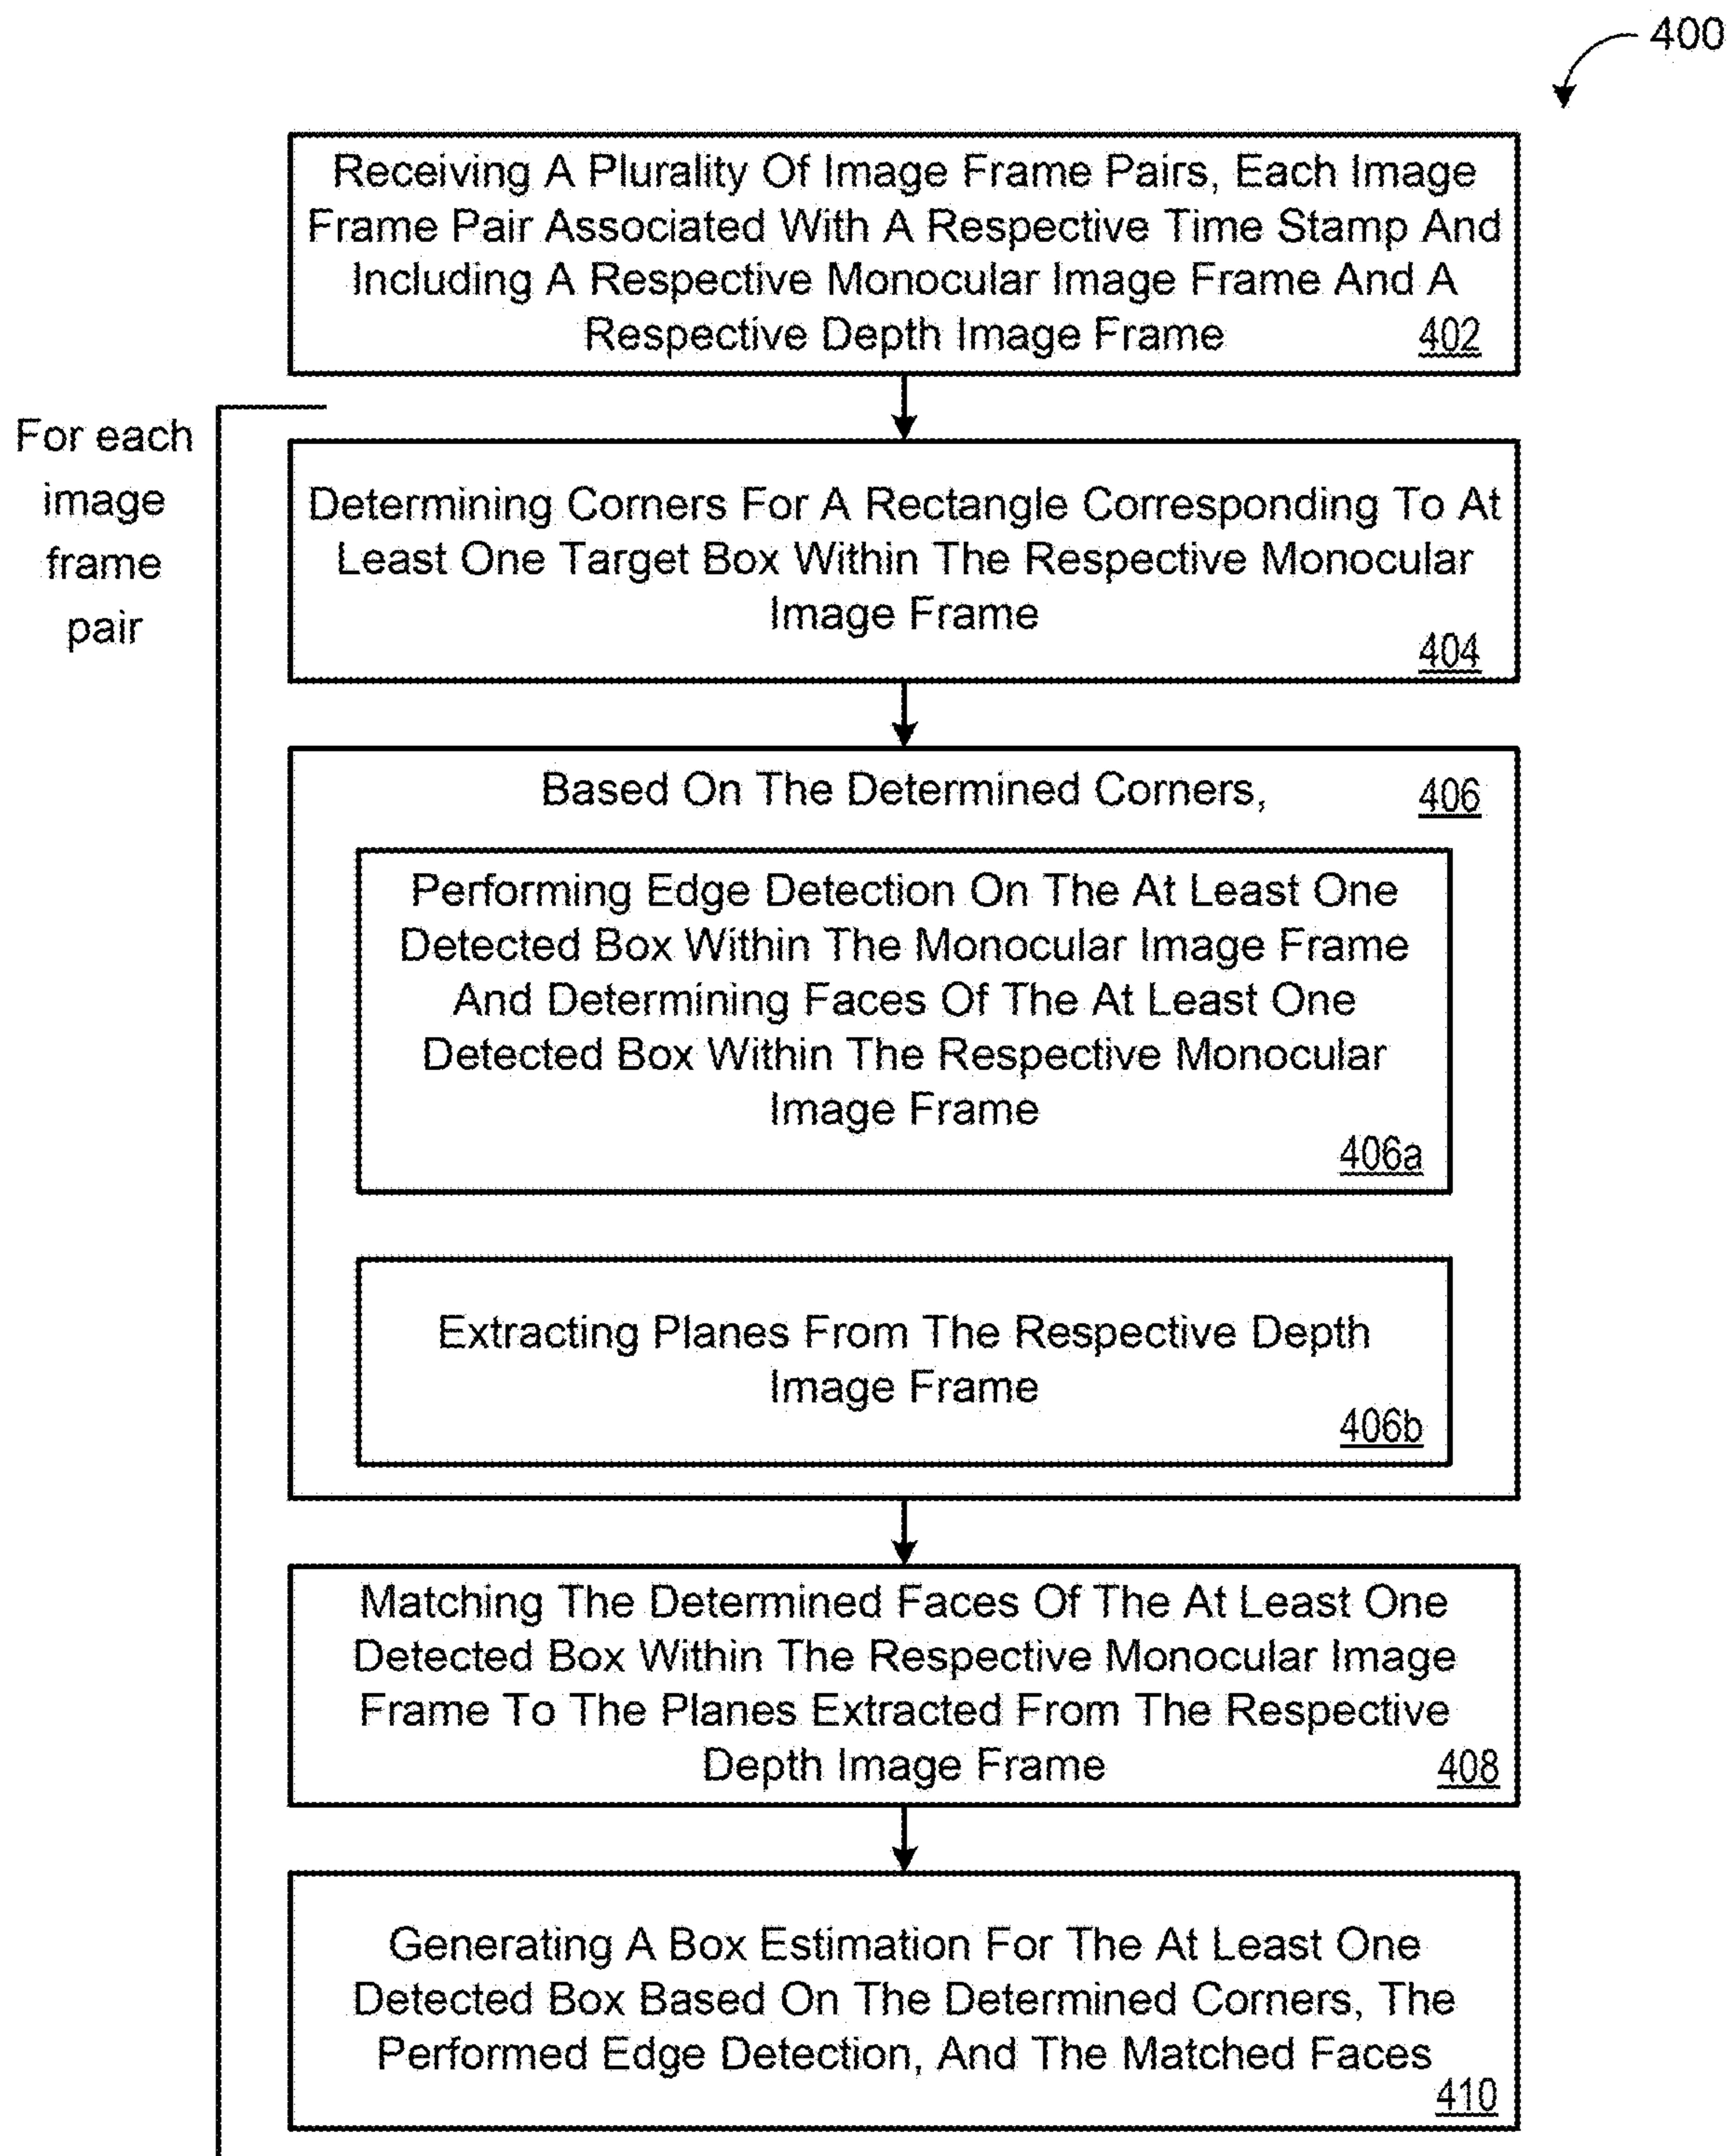 400
Receiving A Plurality Of Image Frame Pairs, Each Image
Frame Pair Associated With A Respective Time Stamp And
Including A Respective Monocular Image Frame And A
Respective Depth Image Frame
402
For each
image
frame
pair
Determining Corners For A Rectangle Corresponding To At
Least One Target Box Within The Respective Monocular
Image Frame
404
Based On The Determined Corners,
406
Performing Edge Detection On The At Least One
Detected Box Within The Monocular Image Frame
And Determining Faces Of The At Least One
Detected Box Within The Respective Monocular
Image Frame
406a
Extracting Planes From The Respective Depth
Image Frame
406b
Matching The Determined Faces Of The At Least One
Detected Box Within The Respective Monocular Image
Frame To The Planes Extracted From The Respective
Depth Image Frame
408
Generating A Box Estimation For The At Least One
Detected Box Based On The Determined Corners, The
Performed Edge Detection, And The Matched Faces
410